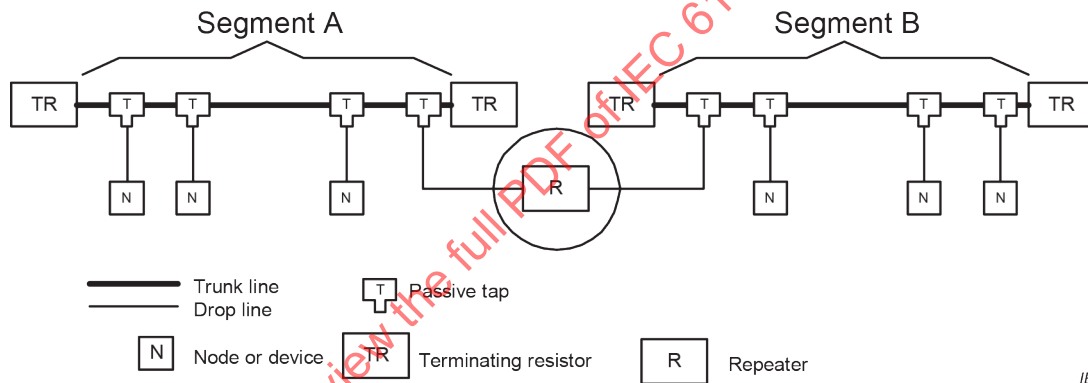 Segment A
Segment B
TR T T T T TR
TR T T T T TR
N N N
R
N N N
Trunk line
Drop line
T Passive tap
N Node or device
TR Terminating resistor
R Repeater
view the full PDF of IEC 61